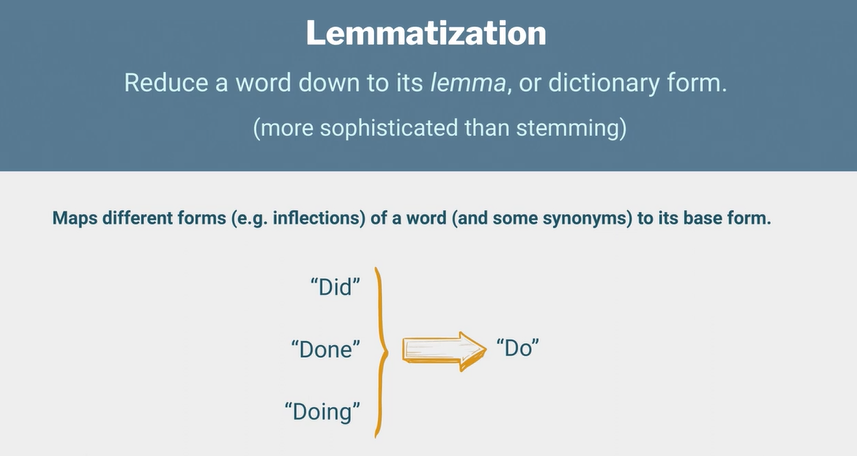 Lemmatization
Reduce a word down to its lemma, or dictionary form.
(more sophisticated than stemming)
Maps different forms (e.g. inflections) of a word (and some synonyms) to its base form.
“Did”
“Done”
“Do”
“Doing”